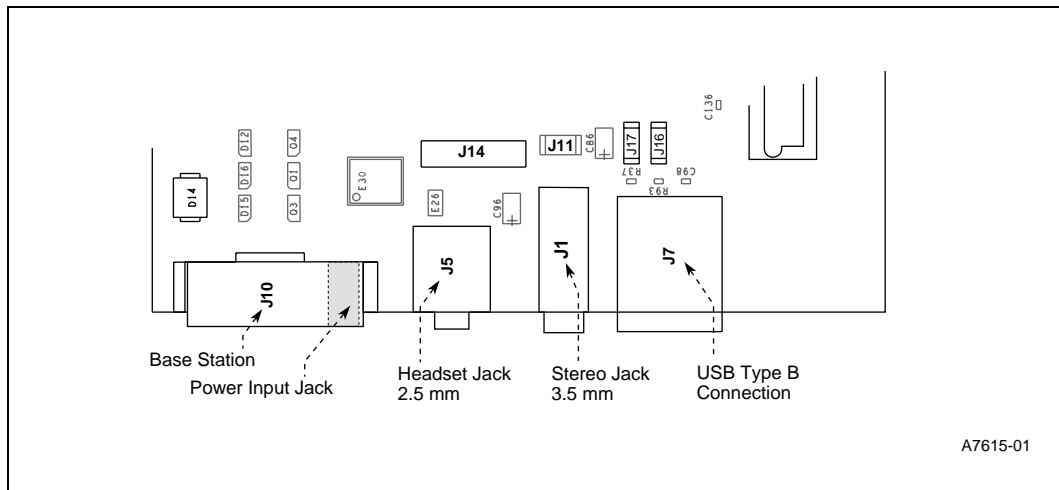 C136
D12
Q4
J14
J11
C86
J17
J16
D16
Q1
E30
R37
C98
R93
D14
D15
Q3
E26
C96
J10
J5
J1
J7
Base Station
Power Input Jack
Headset Jack
2.5 mm
Stereo Jack
3.5 mm
USB Type B
Connection
A7615-01